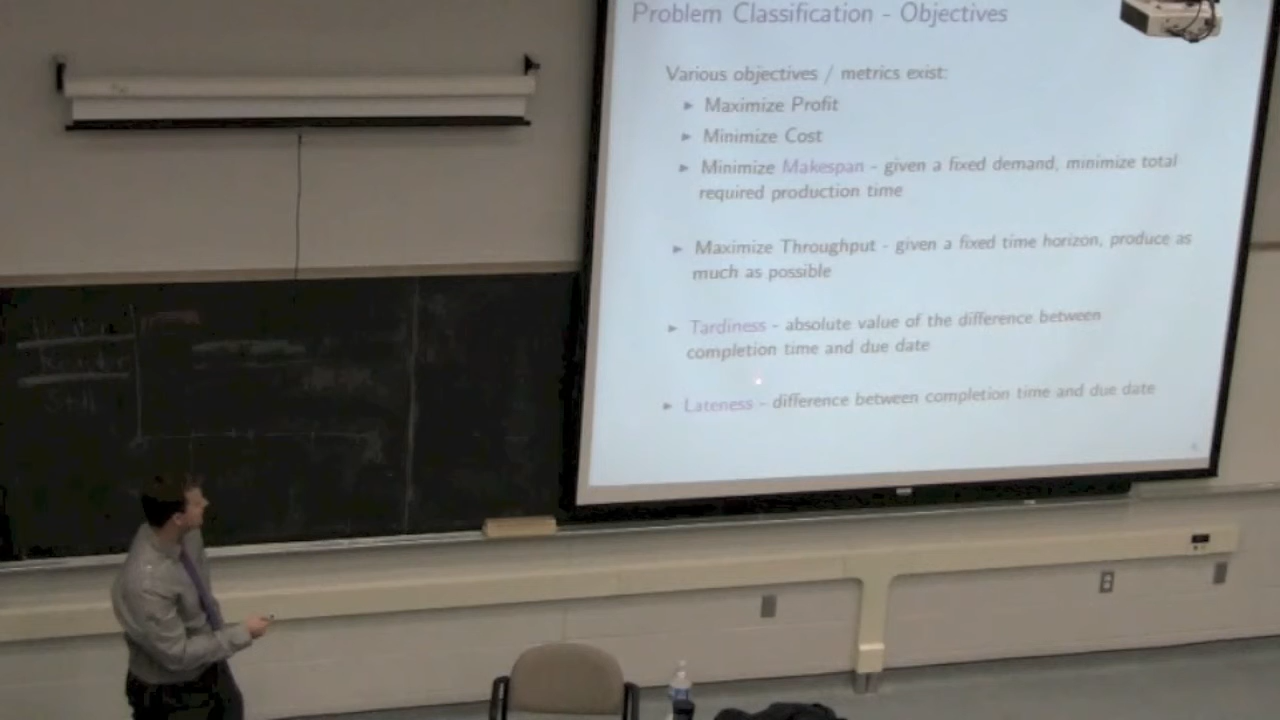 Problem Classification - Objectives
Various objectives / metrics exist:
Maximize Profit
Minimize Cost
Minimize Makespan - given a fixed demand, minimize total
required production time
Maximize Throughput - given a fixed time horizon, produce as
much as possible
Tardiness - absolute value of the difference between
completion time and due date
Lateness - difference between completion time and due date